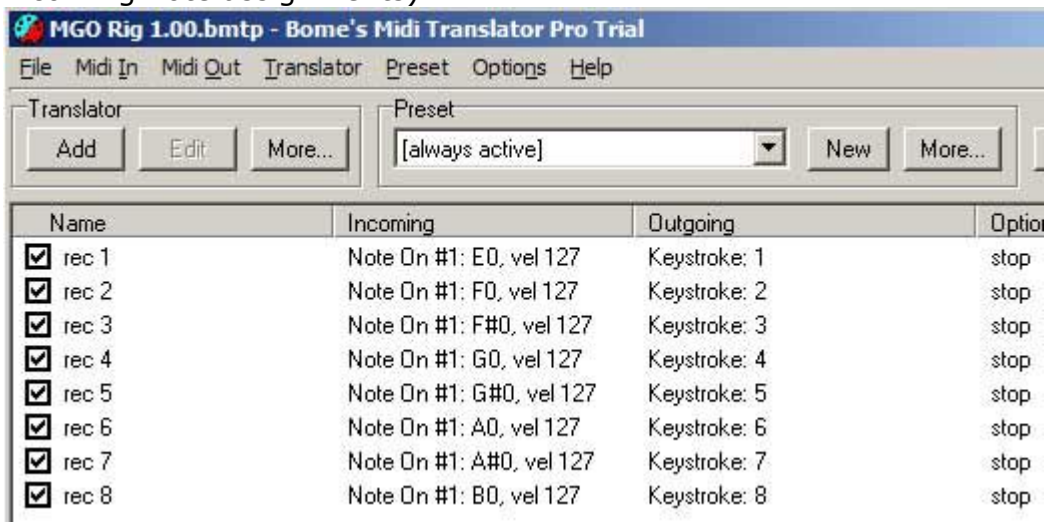 MGO Rig 1.00.bmtp - Bome's Midi Translator Pro Trial
File Midi In Midi Out Translator Preset Options Help
Translator Preset
Add Edit More... [always active] New More...
Name Incoming Outgoing
rec 1 Note On #1: E0, vel 127 Keystroke: 1 stop
rec 2 Note On #1: F0, vel 127 Keystroke: 2 stop
rec 3 Note On #1: F#0, vel 127 Keystroke: 3 stop
rec 4 Note On #1: G0, vel 127 Keystroke: 4 stop
rec 5 Note On #1: G#0, vel 127 Keystroke: 5 stop
rec 6 Note On #1: A0, vel 127 Keystroke: 6 stop
rec 7 Note On #1: A#0, vel 127 Keystroke: 7 stop
rec 8 Note On #1: B0, vel 127 Keystroke: 8 stop